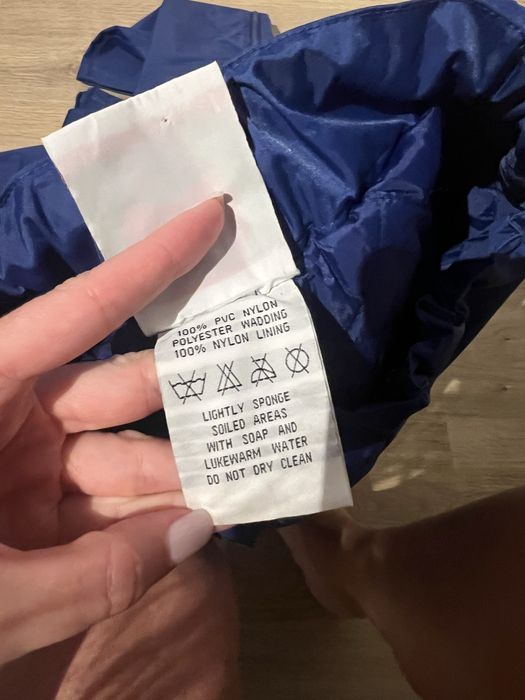 100% PVC NYLON
POLYESTER WADDING
100% NYLON LINING
LIGHTLY SPONGE
SOILED AREAS
WITH SOAP AND
LUKEWARM WATER
DO NOT DRY CLEAN